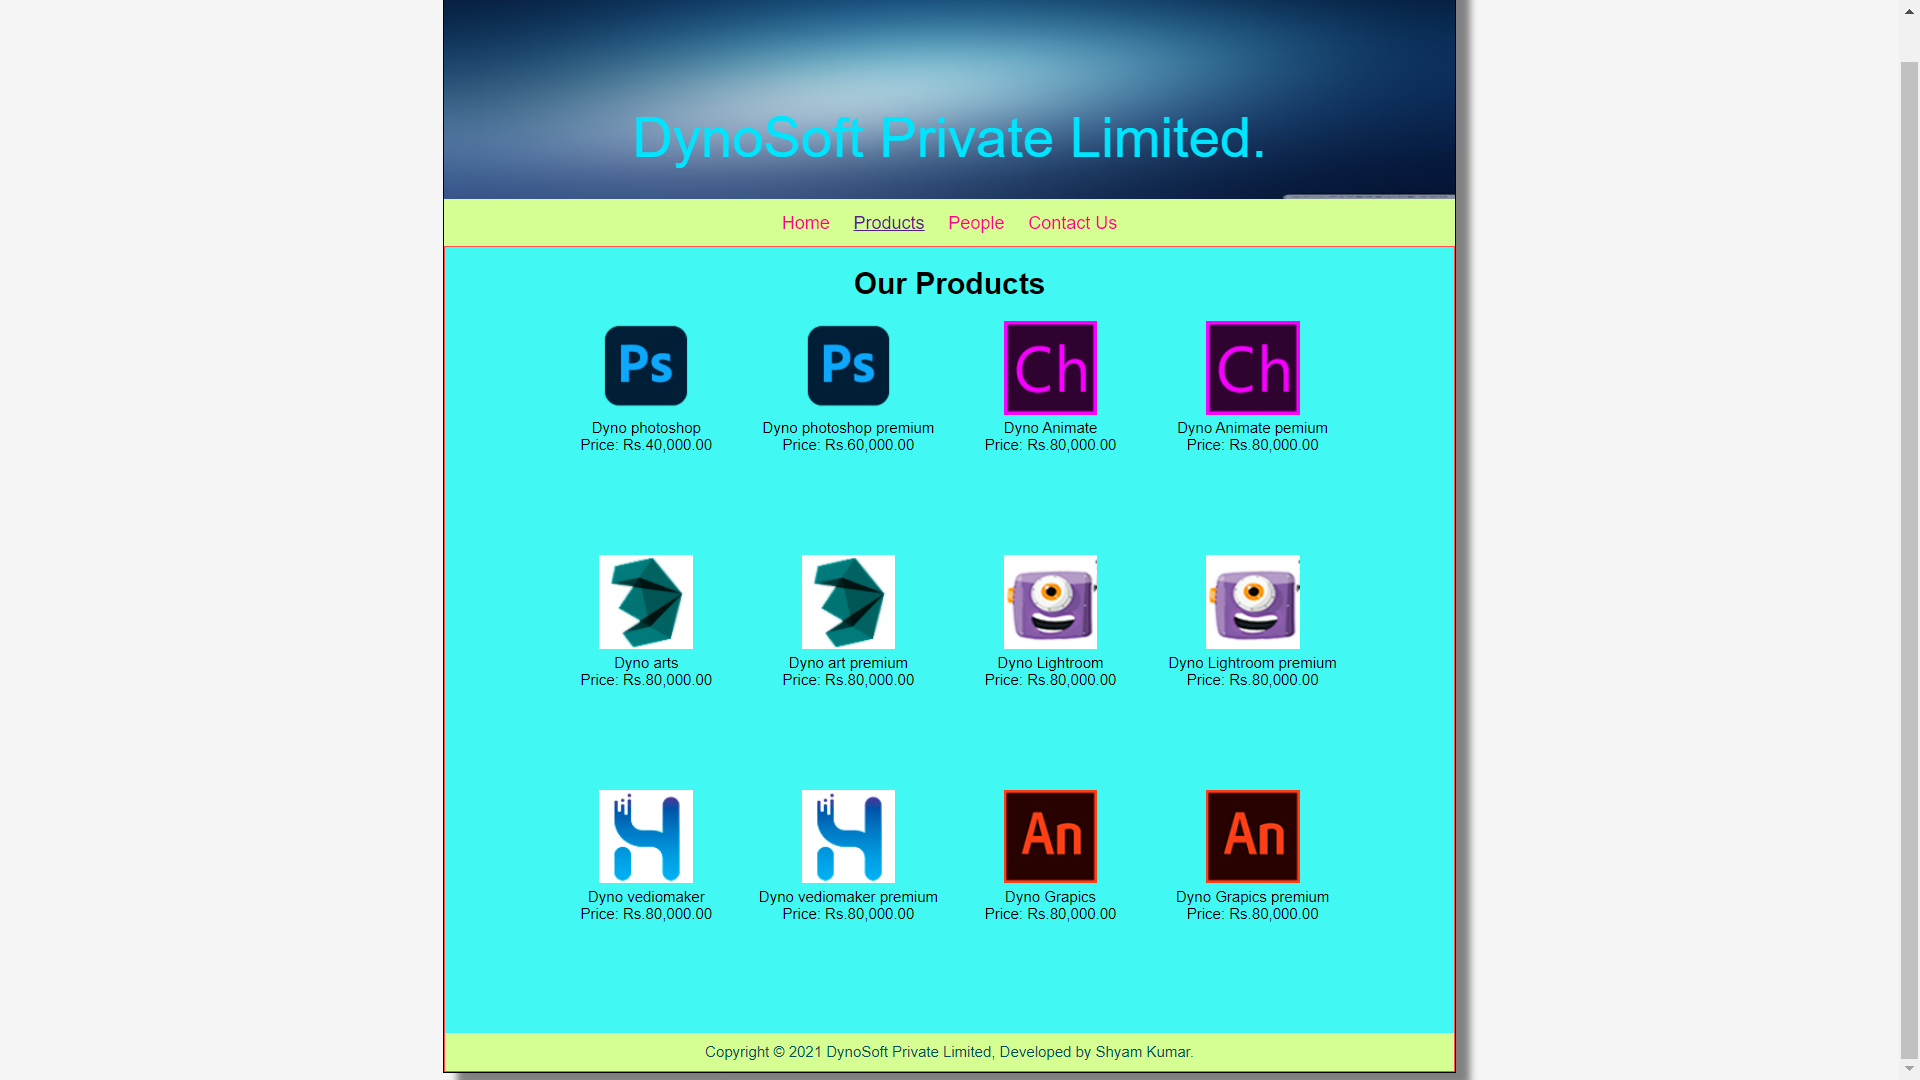 DynoSoft Private Limited.
Home Products People Contact Us
Our Products
Ps Ps Ch Ch
Dyno photoshop Dyno photoshop premium Dyno Animate Dyno Animate pemium
Price: Rs.40,000.00 Price: Rs.60,000.00 Price: Rs.80,000.00 Price: Rs.80,000.00
Dyno arts Dyno art premium Dyno Lightroom Dyno Lightroom premium
Price: Rs.80,000.00 Price: Rs.80,000.00 Price: Rs.80,000.00 Price: Rs.80,000.00
An An
Dyno vediomaker Dyno vediomaker premium Dyno Grapics Dyno Grapics premium
Price: Rs.80,000.00 Price: Rs.80,000.00 Price: Rs.80,000.00 Price: Rs.80,000.00
Copyright © 2021 DynoSoft Private Limited, Developed by Shyam Kumar.